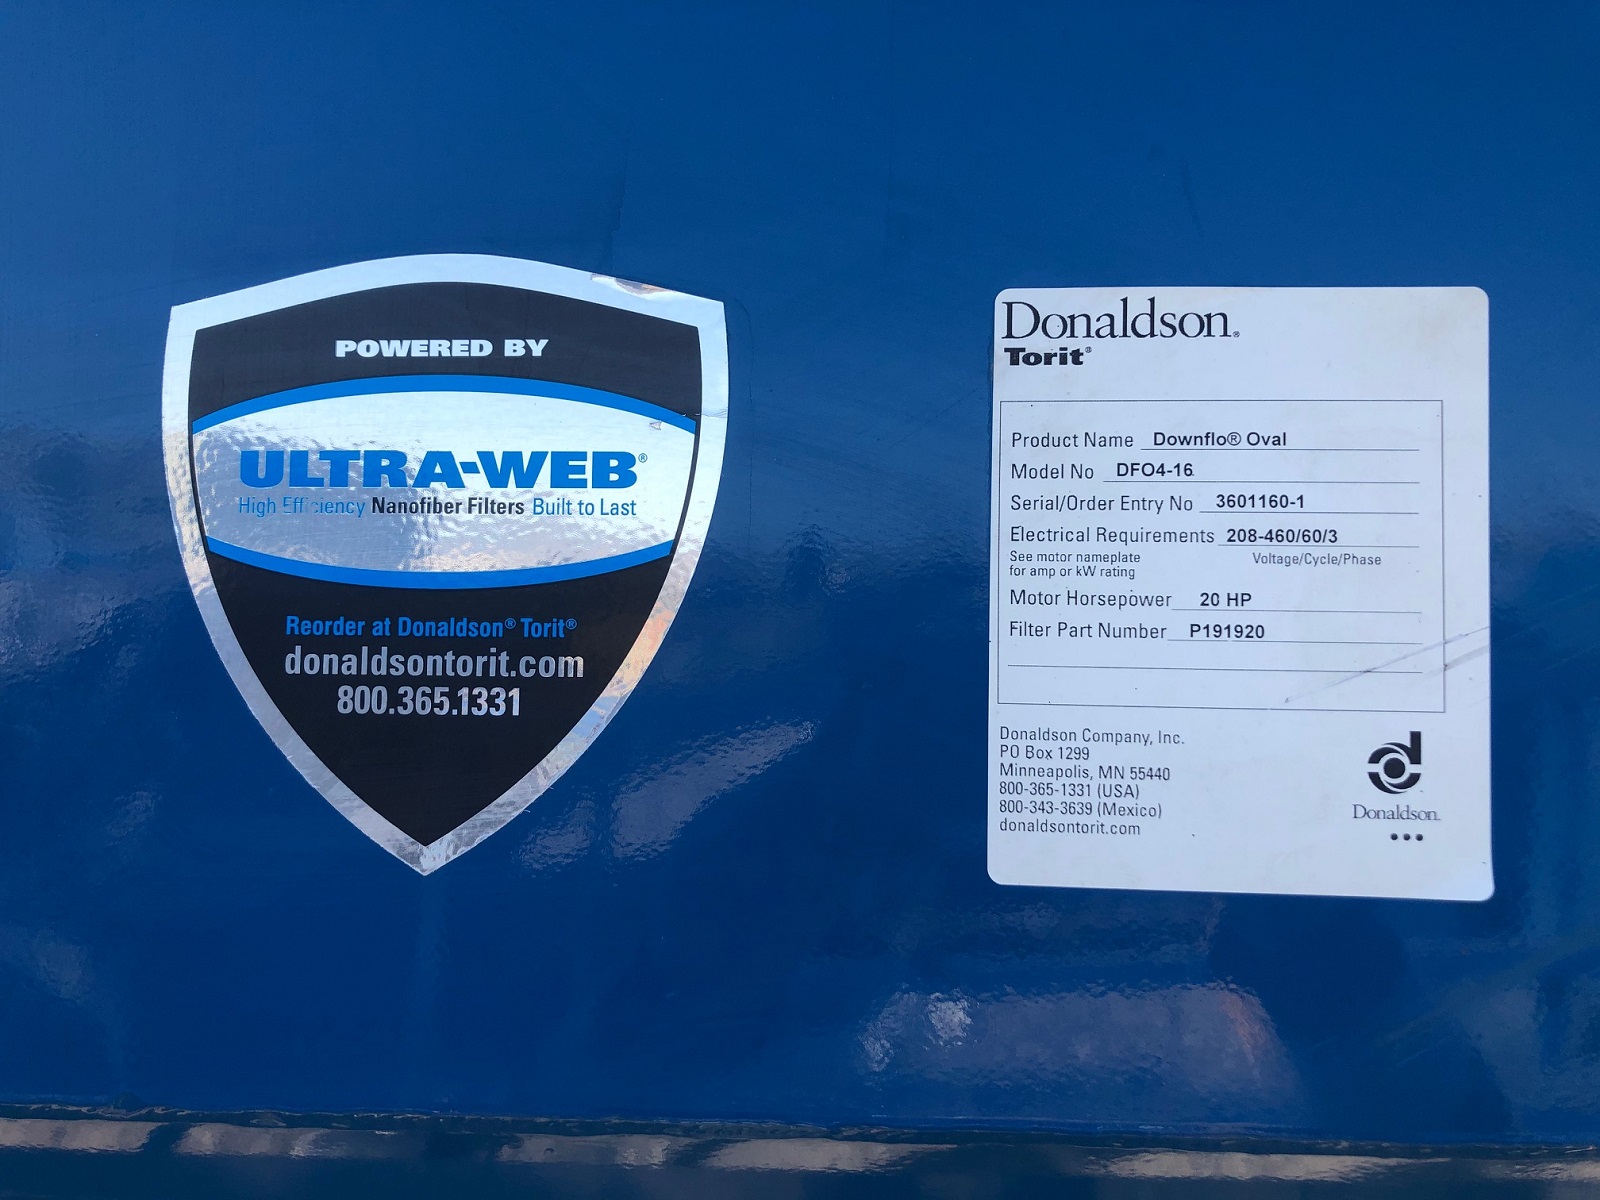 POWERED BY
ULTRA-WEB®
High Efficiency Nanofiber Filters Built to Last
Reorder at Donaldson® Torit®
donaldsontorit.com
800.365.1331
Donaldson®
Torit®
Product Name Downflo® Oval
Model No DFO4-16
Serial/Order Entry No 3601160-1
Electrical Requirements 208-460/60/3
See motor nameplate Voltage/Cycle/Phase
for amp or kW rating
Motor Horsepower 20 HP
Filter Part Number P191920
Donaldson Company, Inc.
PO Box 1299
Minneapolis, MN 55440
800-365-1331 (USA)
800-343-3639 (Mexico)
donaldsontorit.com
Donaldson.